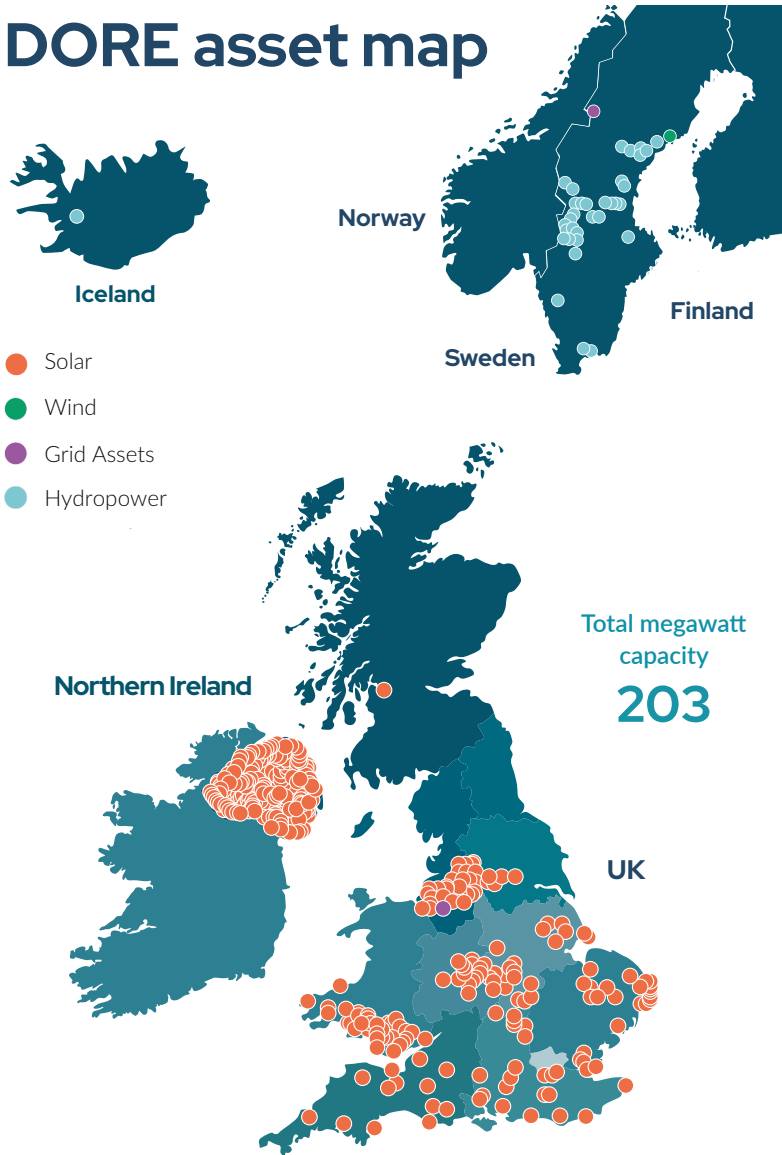 DORE asset map
Norway
Iceland
Finland
Sweden
Solar
Wind
Grid Assets
Hydropower
Total megawatt
capacity
203
Northern Ireland
UK